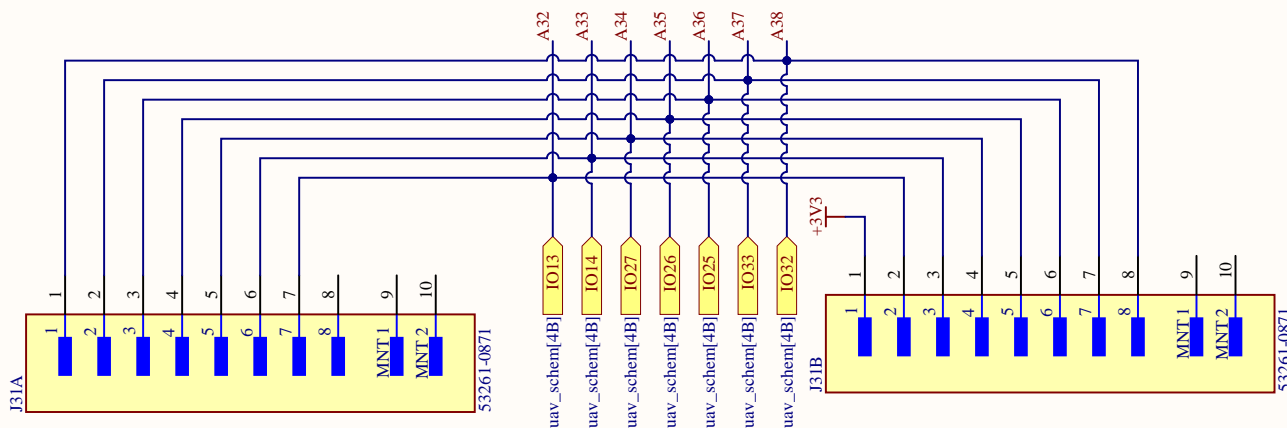 A32
A33
A34
A35
A36
A37
A38
+3V3
1
2
3
4
5
6
7
8
9
10
1
2
3
4
5
6
7
8
MNT 1
MNT 2
J31A
53261-0871
IO13
IO14
IO27
IO26
IO25
IO33
IO32
uav_schem[4B]
uav_schem[4B]
uav_schem[4B]
uav_schem[4B]
uav_schem[4B]
uav_schem[4B]
uav_schem[4B]
1
2
3
4
5
6
7
8
9
10
1
2
3
4
5
6
7
8
MNT 1
MNT 2
J31B
53261-0871